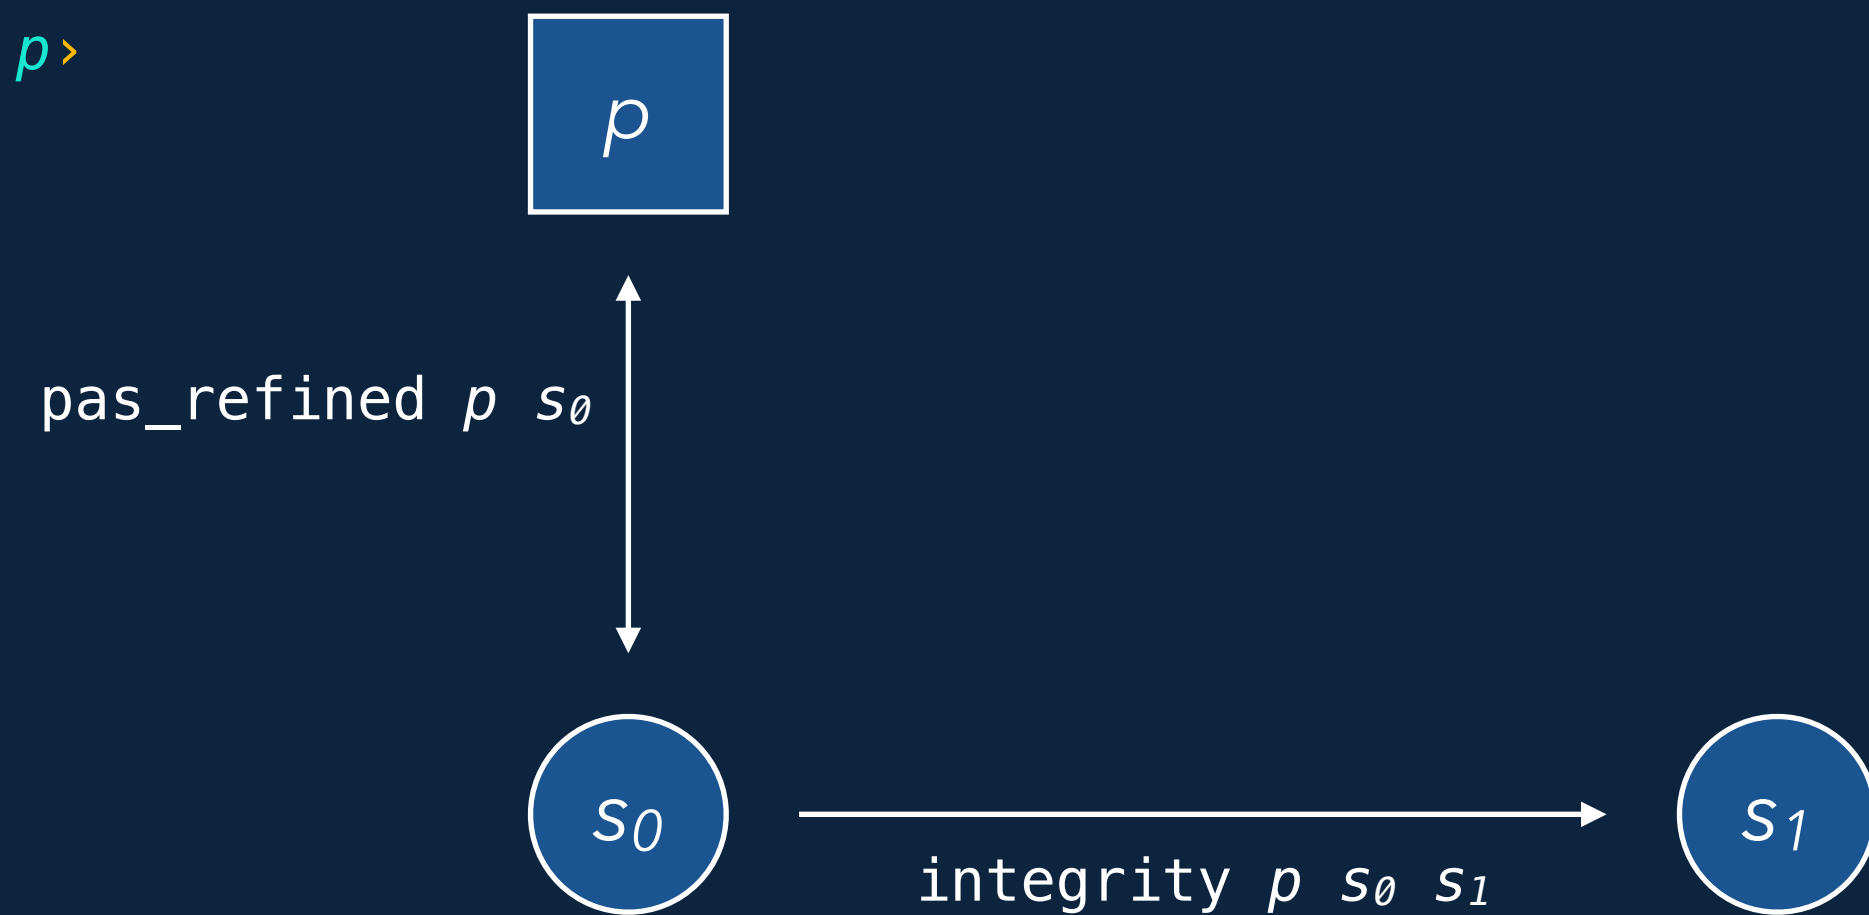 p›
p
pas_refined p s₀
s₀
s₁
integrity p s₀ s₁